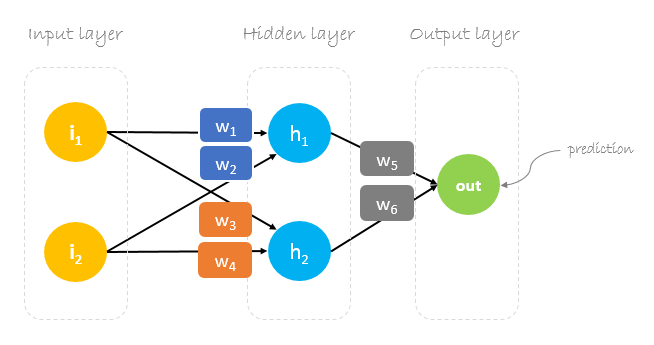 Input layer
Hidden layer
Output layer
i₁
w₁
h₁
w₂
w₅
prediction
out
w₆
w₃
i₂
w₄
h₂